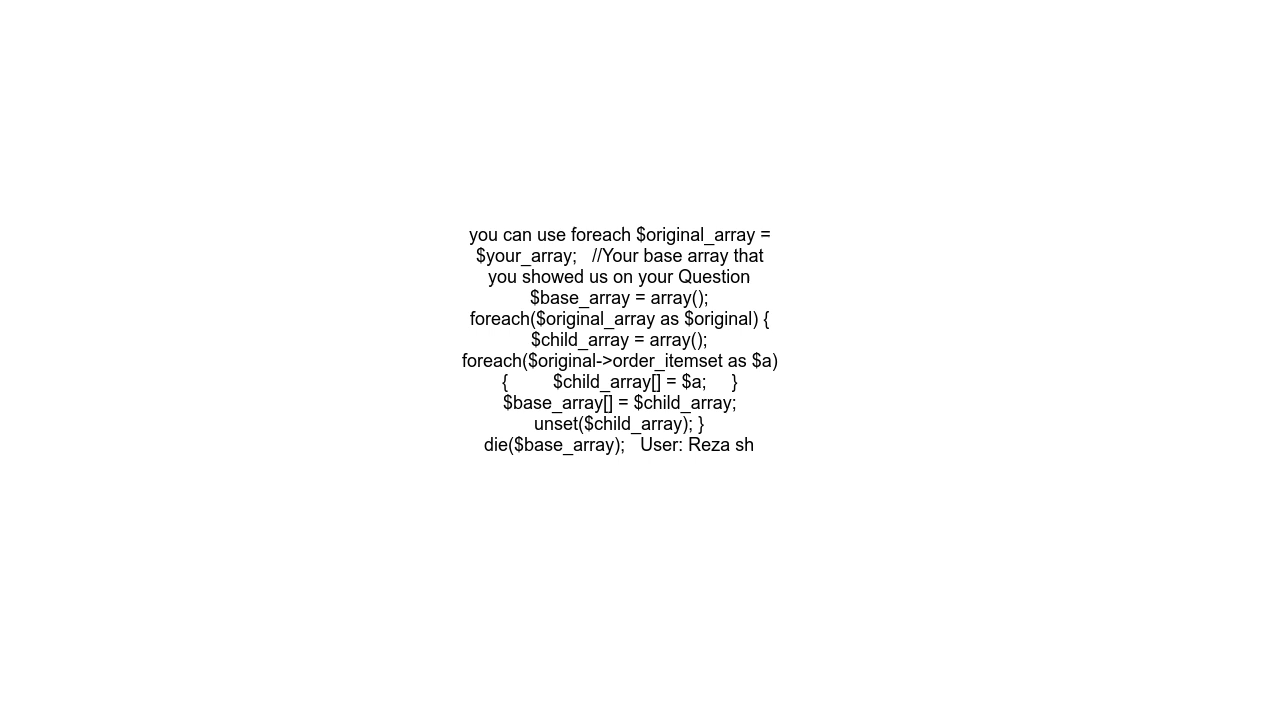 you can use foreach $original_array =
$your_array;   //Your base array that
you showed us on your Question
$base_array = array();
foreach($original_array as $original) {
$child_array = array();
foreach($original->order_itemset as $a)
{         $child_array[] = $a;     }
$base_array[] = $child_array;
unset($child_array); }
die($base_array);   User: Reza sh